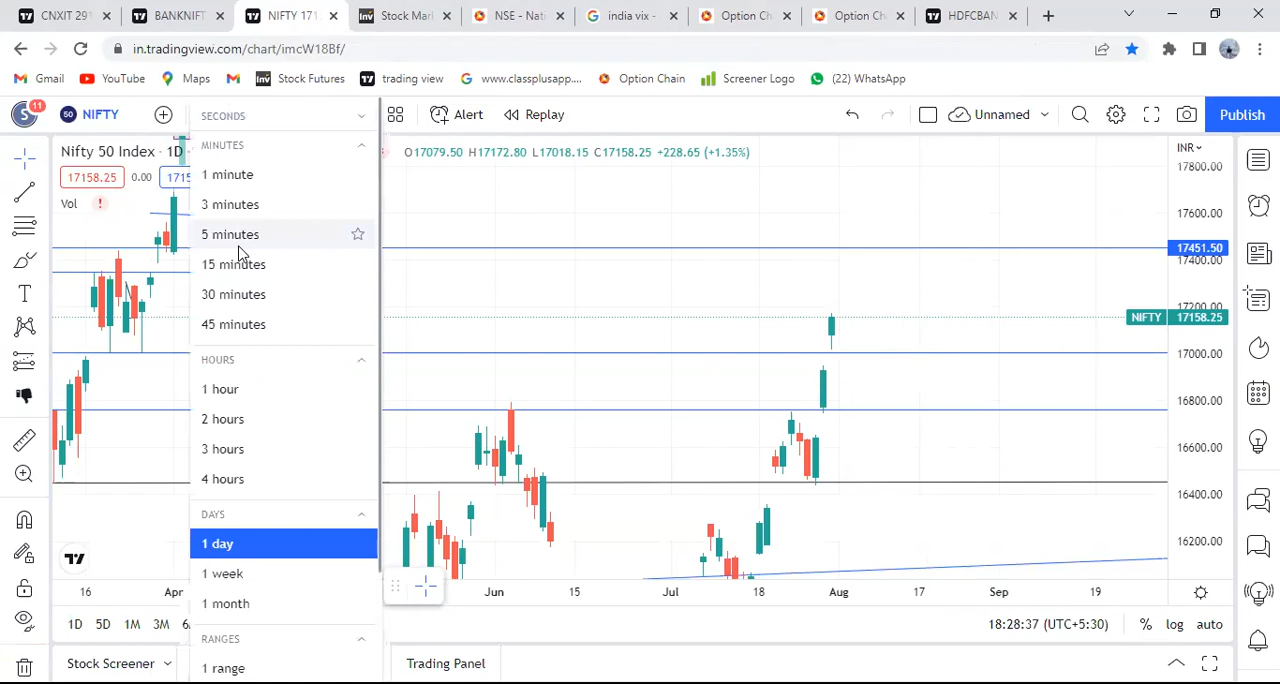 CNXIT 291
BANKNIFT
NIFTY 171
Stock Mar
NSE - Nati
india vix -
Option Ch
Option Ch
HDFCBAN
in.tradingview.com/chart/imcW18Bf/
Gmail
YouTube
Maps
Stock Futures
trading view
www.classplusapp....
Option Chain
Screener Logo
(22) WhatsApp
S
11
50
NIFTY
Alert
Replay
Unnamed
Publish
SECONDS
MINUTES
1 minute
3 minutes
5 minutes
15 minutes
30 minutes
45 minutes
HOURS
1 hour
2 hours
3 hours
4 hours
DAYS
1 day
1 week
1 month
RANGES
1 range
Nifty 50 Index · 1D
O17079.50 H17172.80 L17018.15 C17158.25 +228.65 (+1.35%)
17158.25
0.00
1715
Vol
!
INR
17800.00
17600.00
17451.50
17400.00
17200.00
NIFTY 17158.25
17000.00
16800.00
16600.00
16400.00
16200.00
16
Apr
Jun
15
Jul
18
Aug
17
Sep
19
1D
5D
1M
3M
18:28:37 (UTC+5:30)
%
log
auto
Stock Screener
Trading Panel